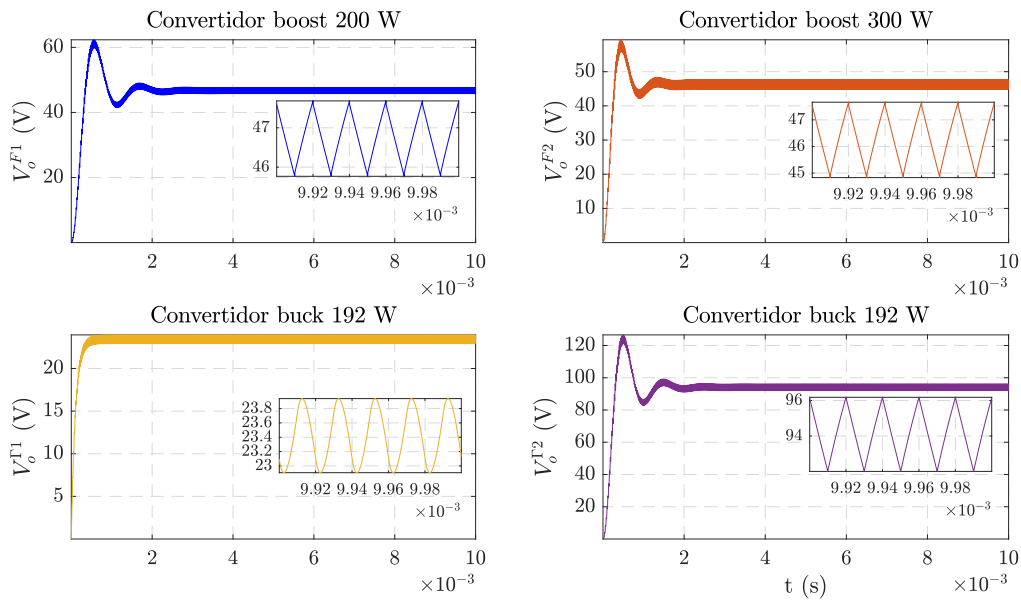 Convertidor boost 200 W
V_o^{F1} (V)
60
40
20
47
46
9.92 9.94 9.96 9.98
×10⁻³
2 4 6 8 10
×10⁻³
Convertidor boost 300 W
V_o^{F2} (V)
50
40
30
20
10
47
46
45
9.92 9.94 9.96 9.98
×10⁻³
2 4 6 8 10
×10⁻³
Convertidor buck 192 W
V_o^{Γ1} (V)
20
15
10
5
23.8
23.6
23.4
23.2
23
9.92 9.94 9.96 9.98
×10⁻³
2 4 6 8 10
×10⁻³
Convertidor buck 192 W
V_o^{Γ2} (V)
120
100
80
60
40
20
96
94
9.92 9.94 9.96 9.98
×10⁻³
2 4 6 8 10
t (s)
×10⁻³